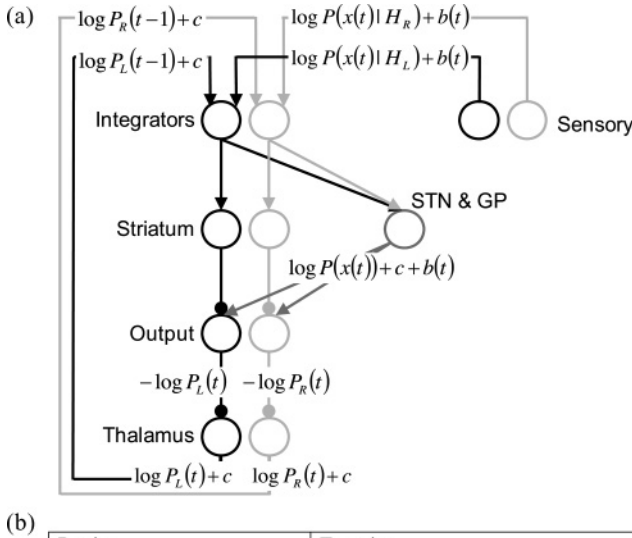 (a)
log P_R(t−1)+c
log P(x(t)| H_R)+b(t)
log P_L(t−1)+c
log P(x(t)| H_L)+b(t)
Integrators
Sensory
STN & GP
Striatum
log P(x(t))+c+b(t)
Output
−log P_L(t) −log P_R(t)
Thalamus
log P_L(t)+c log P_R(t)+c
(b)